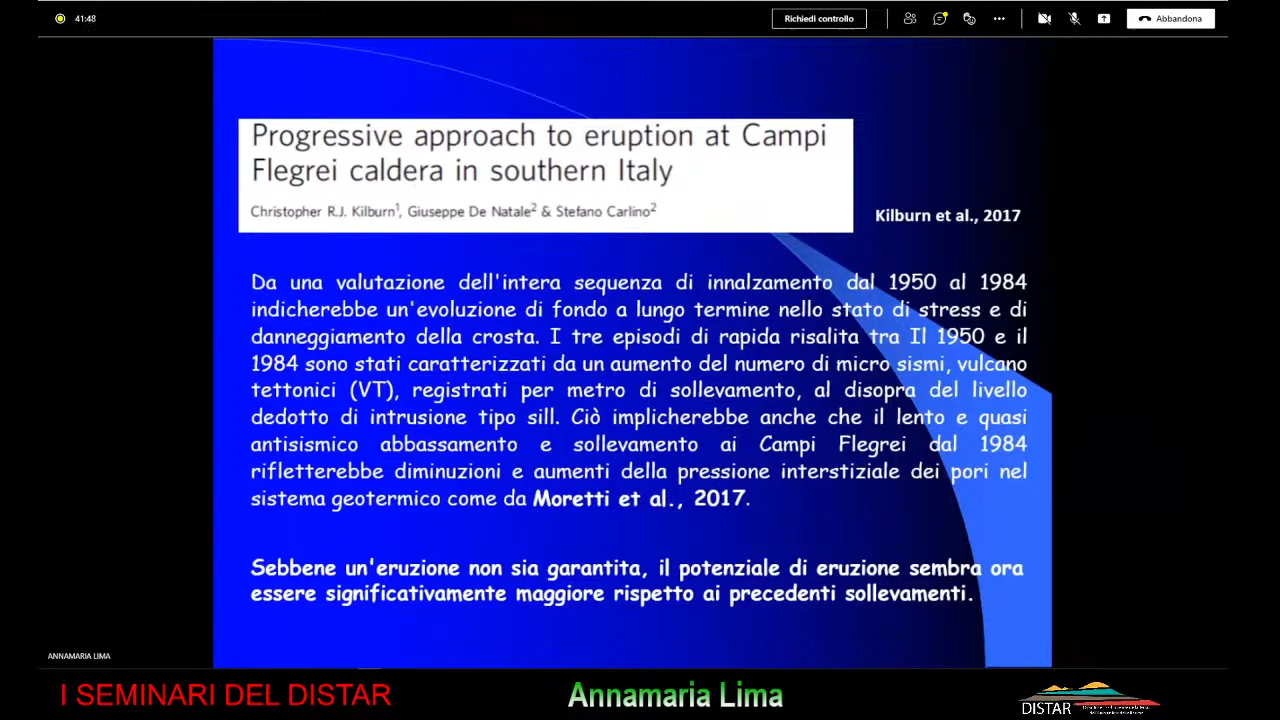 41:48
Richiedi controllo
Abbandona
Progressive approach to eruption at Campi
Flegrei caldera in southern Italy
Christopher R.J. Kilburn1, Giuseppe De Natale2 & Stefano Carlino2
Kilburn et al., 2017
Da una valutazione dell'intera sequenza di innalzamento dal 1950 al 1984
indicherebbe un'evoluzione di fondo a lungo termine nello stato di stress e di
danneggiamento della crosta. I tre episodi di rapida risalita tra Il 1950 e il
1984 sono stati caratterizzati da un aumento del numero di micro sismi, vulcano
tettonici (VT), registrati per metro di sollevamento, al disopra del livello
dedotto di intrusione tipo sill. Ciò implicherebbe anche che il lento e quasi
antisismico abbassamento e sollevamento ai Campi Flegrei dal 1984
rifletterebbe diminuzioni e aumenti della pressione interstiziale dei pori nel
sistema geotermico come da Moretti et al., 2017.
Sebbene un'eruzione non sia garantita, il potenziale di eruzione sembra ora
essere significativamente maggiore rispetto ai precedenti sollevamenti.
ANNAMARIA LIMA
I SEMINARI DEL DISTAR
Annamaria Lima
DISTAR